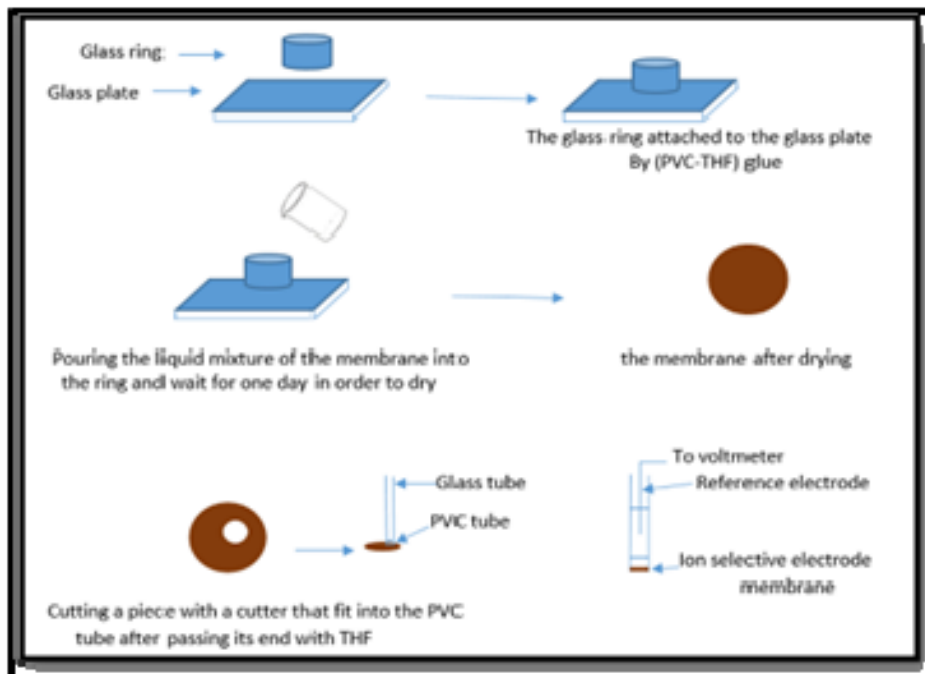 Glass ring:
Glass plate
The glass ring attached to the glass plate
By (PVC-THF) glue
Pouring the liquid mixture of the membrane into
the ring and wait for one day in order to dry
the membrane after drying
Glass tube
PVC tube
To voltmeter
Reference electrode
Ion selective electrode
membrane
Cutting a piece with a cutter that fit into the PVC
tube after passing its end with THF